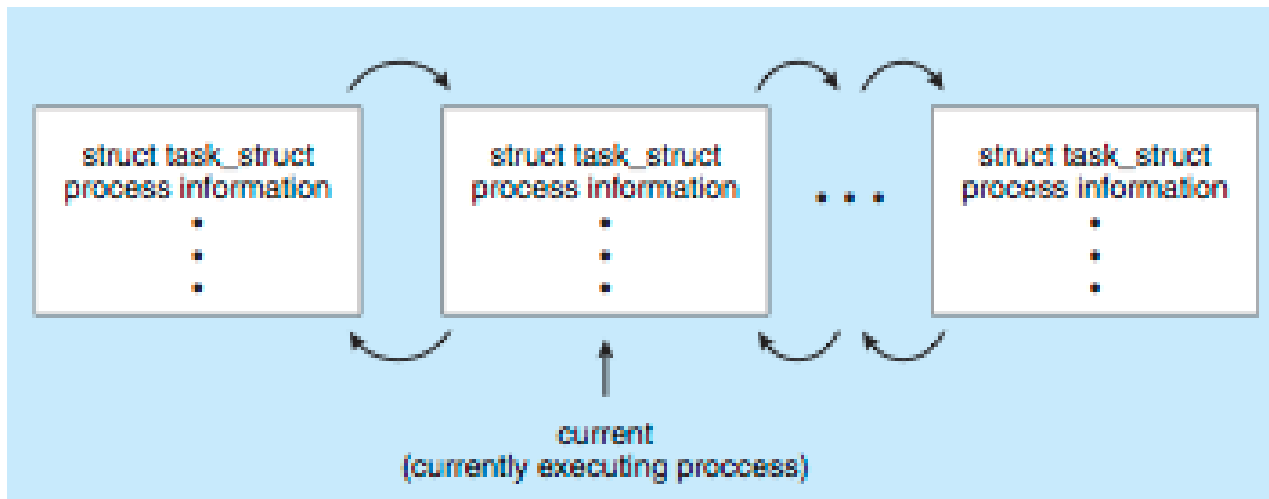 struct task_struct
process information
•
•
•
struct task_struct
process information
•
•
•
• • •
struct task_struct
process information
•
•
•
current
(currently executing proccess)